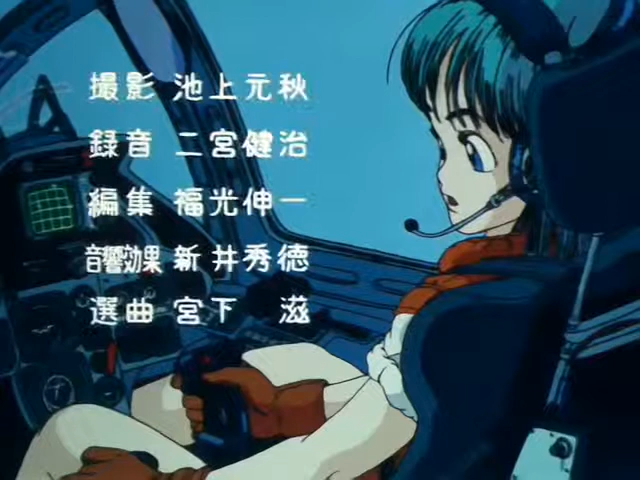 撮影 池上元秋
録音 二宮健治
編集 福光伸一
音響効果 新井秀徳
選曲 宮下 滋